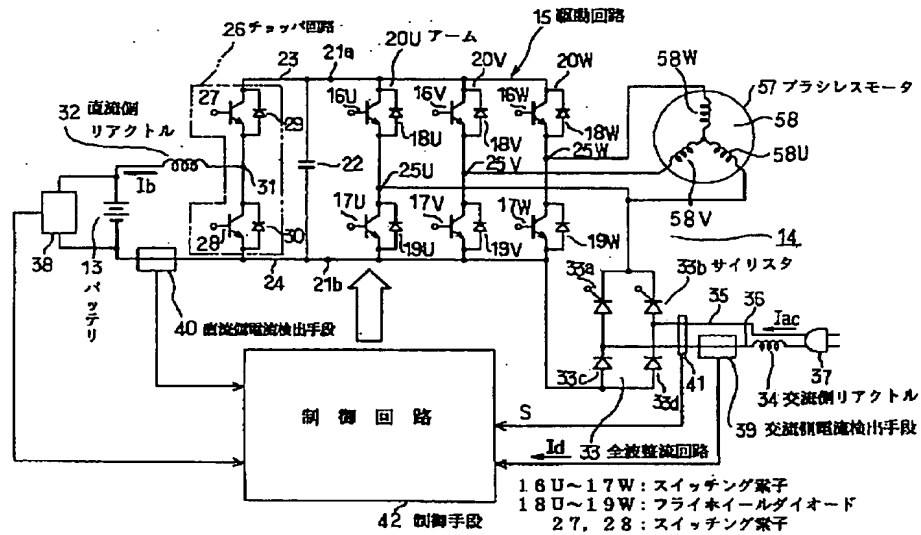 15 駆動回路
26 チョッパ回路
20U アーム
21a
23
20V
20W
58W
57 ブラシレスモータ
27
16U
16V
16W
32 直流側
リアクトル
29
18U
18V
18W
58
22
58U
Ib
31
25U
25V
25W
58V
17U
17V
17W
28
30
19U
19V
19W
14
38
13
バッテリ
24
21b
33a
33b サイリスタ
35
36
Iac
40 直流側電流検出手段
33c
33d
41
37
34 交流側リアクトル
制御回路
S
39 交流側電流検出手段
Id
33 全波整流回路
42 制御手段
16U～17W：スイッチング素子
18U～19W：フライホイールダイオード
27，28：スイッチング素子